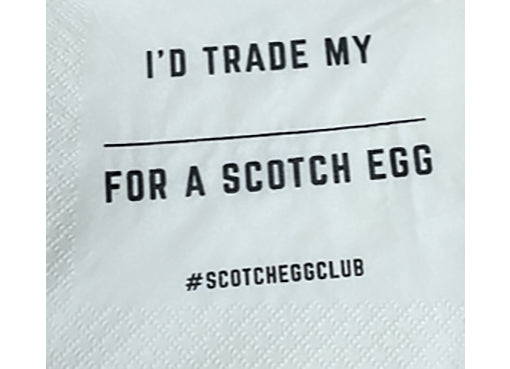 I'D TRADE MY
FOR A SCOTCH EGG
#SCOTCHEGGCLUB